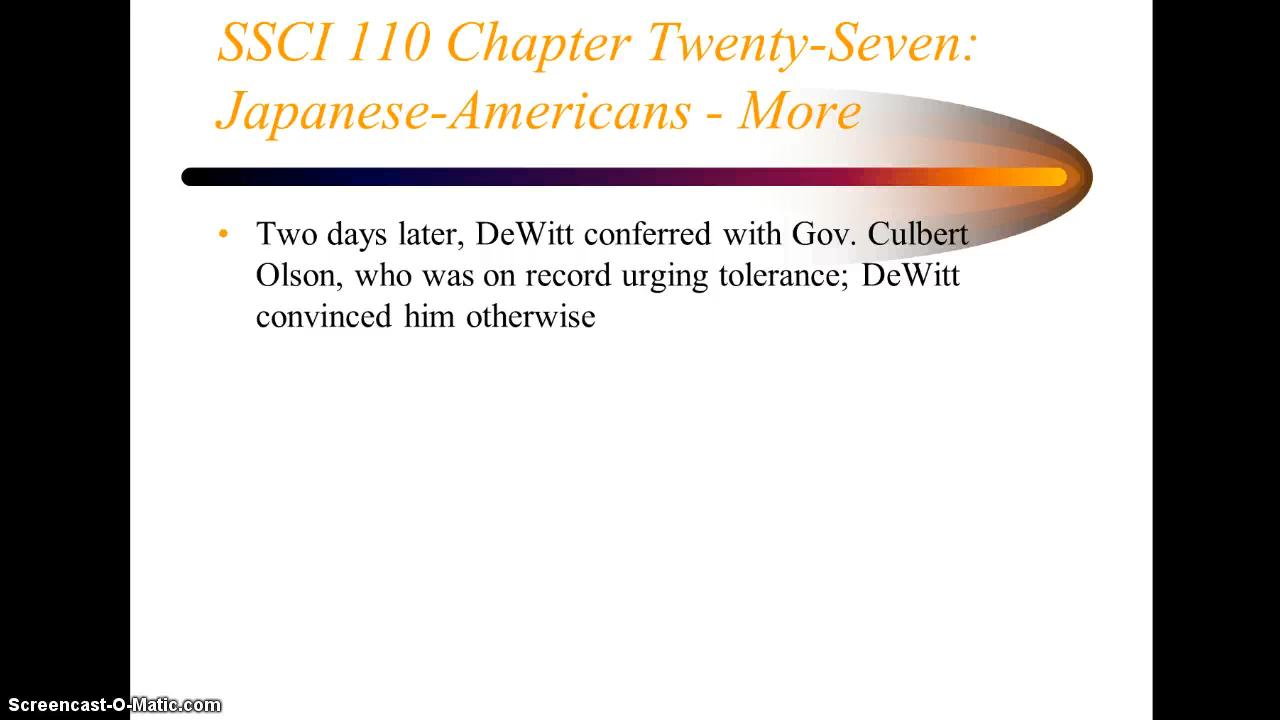 SSCI 110 Chapter Twenty-Seven:
Japanese-Americans - More
• Two days later, DeWitt conferred with Gov. Culbert
Olson, who was on record urging tolerance; DeWitt
convinced him otherwise
Screencast-O-Matic.com